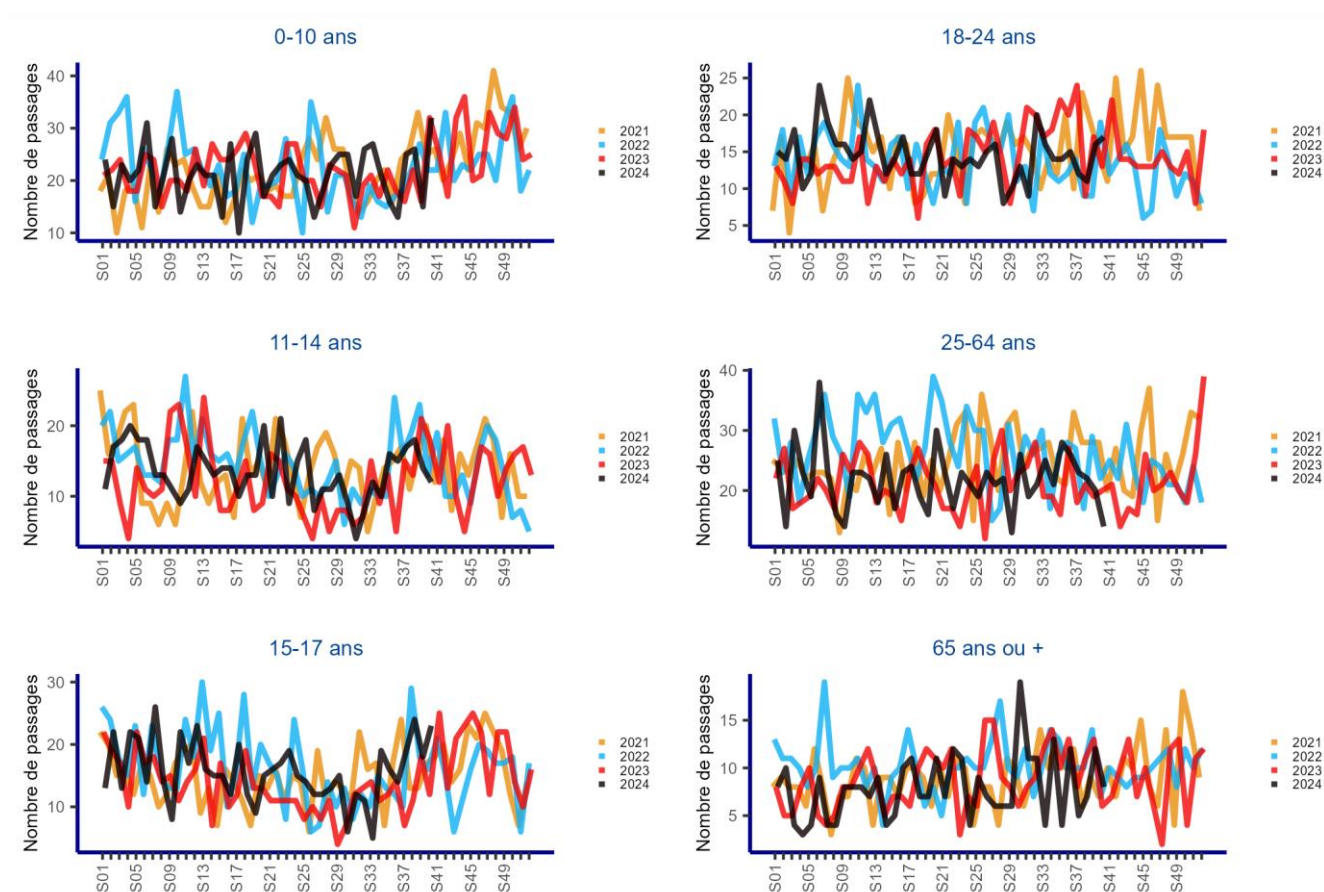 0-10 ans
Nombre de passages
40
30
20
10
S01
S05
S09
S13
S17
S21
S25
S29
S33
S37
S41
S45
S49
2021
2022
2023
2024
18-24 ans
Nombre de passages
25
20
15
10
5
S01
S05
S09
S13
S17
S21
S25
S29
S33
S37
S41
S45
S49
2021
2022
2023
2024
11-14 ans
Nombre de passages
20
10
S01
S05
S09
S13
S17
S21
S25
S29
S33
S37
S41
S45
S49
2021
2022
2023
2024
25-64 ans
Nombre de passages
40
30
20
S01
S05
S09
S13
S17
S21
S25
S29
S33
S37
S41
S45
S49
2021
2022
2023
2024
15-17 ans
Nombre de passages
30
20
10
S01
S05
S09
S13
S17
S21
S25
S29
S33
S37
S41
S45
S49
2021
2022
2023
2024
65 ans ou +
Nombre de passages
15
10
5
S01
S05
S09
S13
S17
S21
S25
S29
S33
S37
S41
S45
S49
2021
2022
2023
2024